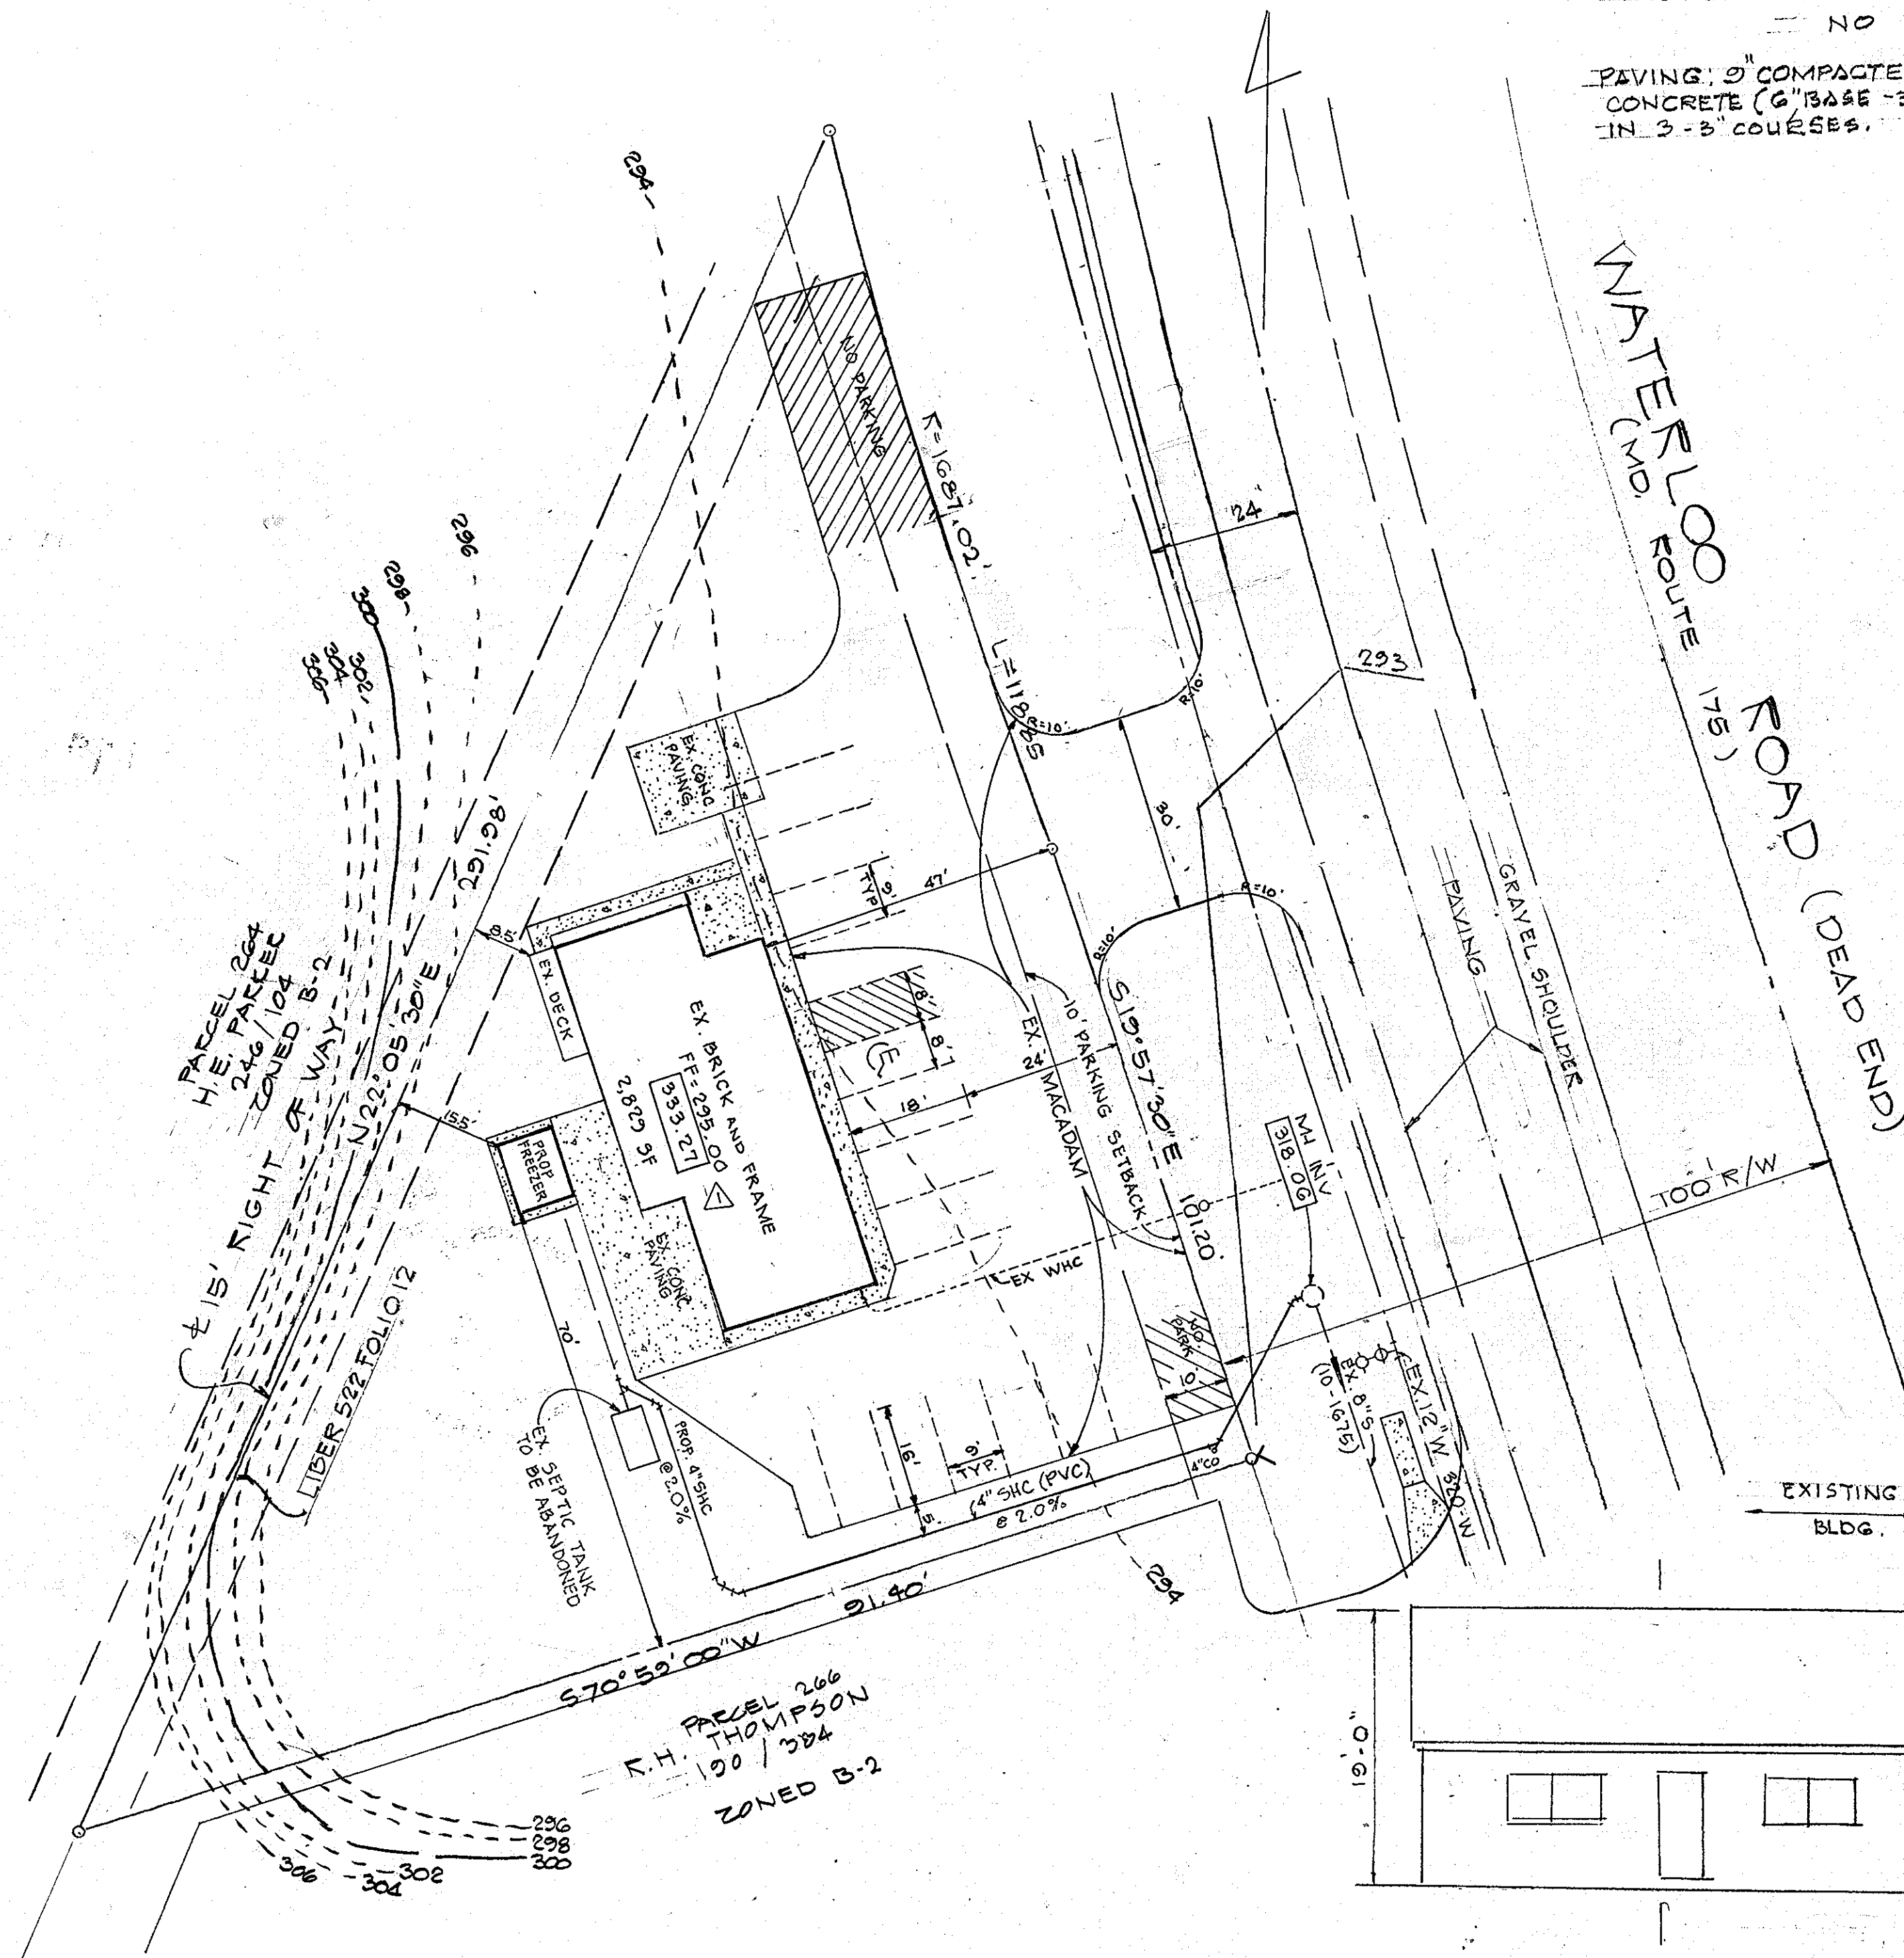 NO
PAVING: 9" COMPACTE
CONCRETE (6" BASE -3
IN 3-3" COURSES.
WATERLOO ROAD (DEAD END)
(MD. ROUTE 175)
294
NO PARKING
R=1687.02'
L=118.85
24'
293
R=10'
R=10'
30'
R=10'
R=10'
296
298
300
302
304
306
291.98'
N22°05'30"E
PARCEL 264
H.E. PARKER
246/104
ZONED B-2
℄ 15' RIGHT OF WAY
LIBER 522 FOLIO 12
EX. CONC
PAVING
9'
TYP
47'
8.5'
EX. DECK
EX. BRICK AND FRAME
FF=295.00
333.27
1
2,829 SF
8'
8'
18'
24'
EX. MACADAM
10' PARKING SETBACK
S19°57'30"E
101.20'
PAVING
GRAVEL SHOULDER
MH INV
318.06
100' R/W
15.5'
PROP
FREEZER
EX. CONC.
PAVING
EX WHC
NO
PARK
10'
70'
EX. SEPTIC TANK
TO BE ABANDONED
PROP. 4" SHC
@ 2.0%
16'
9'
TYP.
5'
4" SHC (PVC)
@ 2.0%
4" CO
EX. 8" S
(10-1675)
EX. 12" W
320-W
294
91.40'
S70°59'00"W
PARCEL 266
R.H. THOMPSON
190 / 384
ZONED B-2
296
298
300
302
304
306
EXISTING
BLDG.
16'-0"